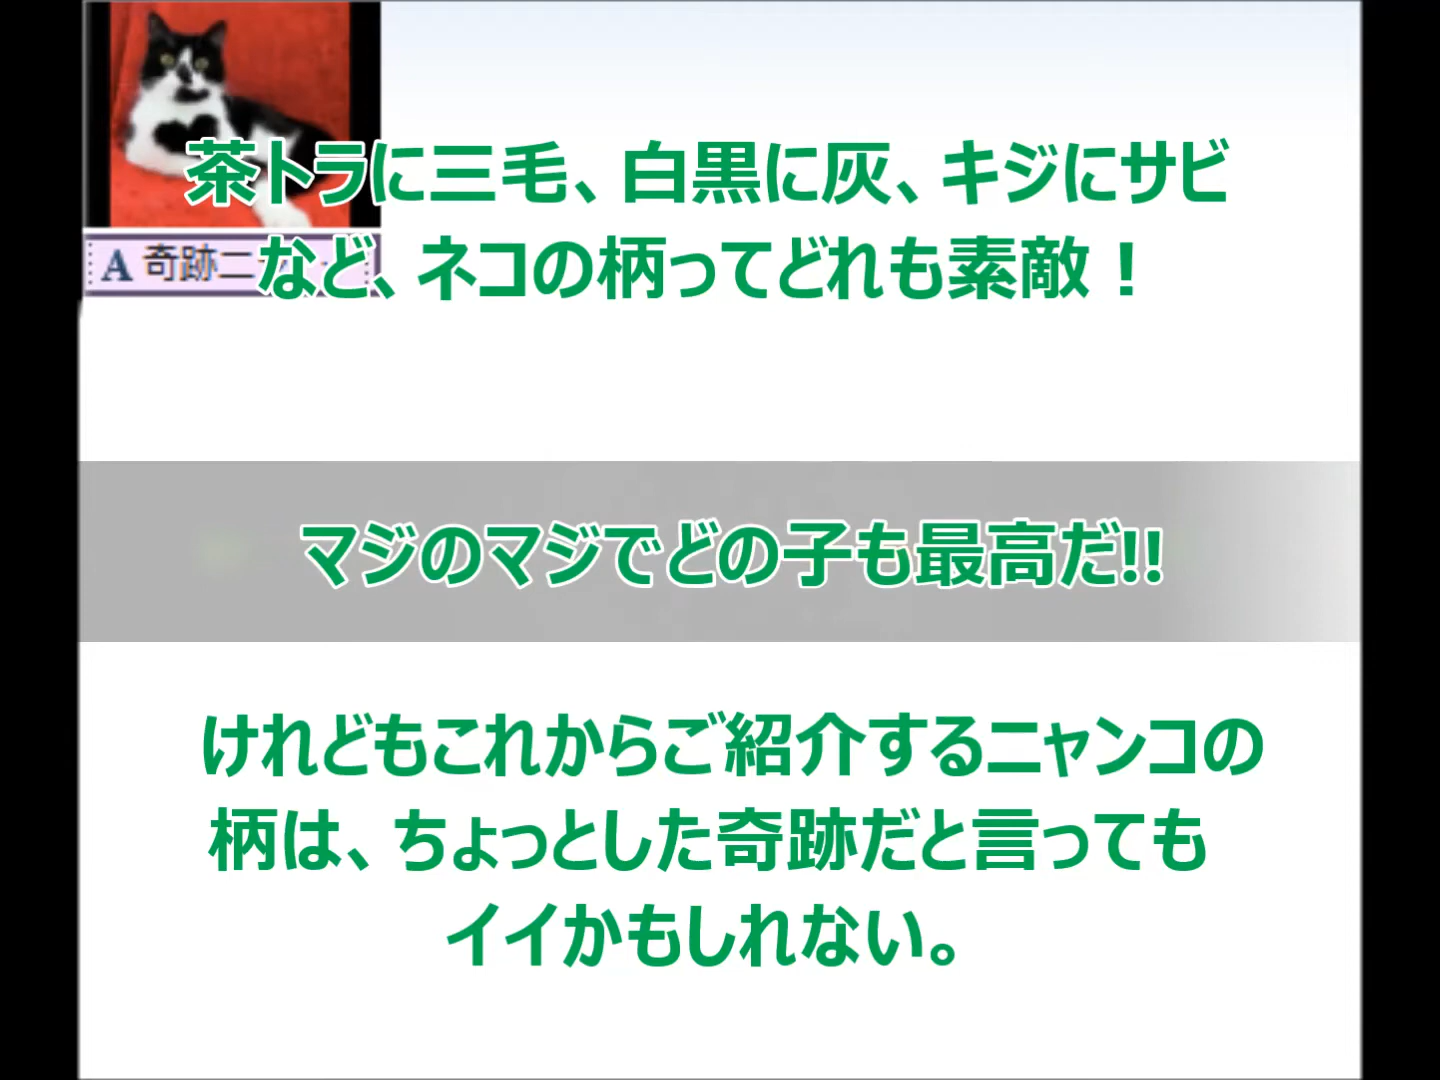 茶トラに三毛、白黒に灰、キジにサビ
など、ネコの柄ってどれも素敵！
A 奇跡ニ
マジのマジでどの子も最高だ!!
けれどもこれからご紹介するニャンコの
柄は、ちょっとした奇跡だと言っても
イイかもしれない。